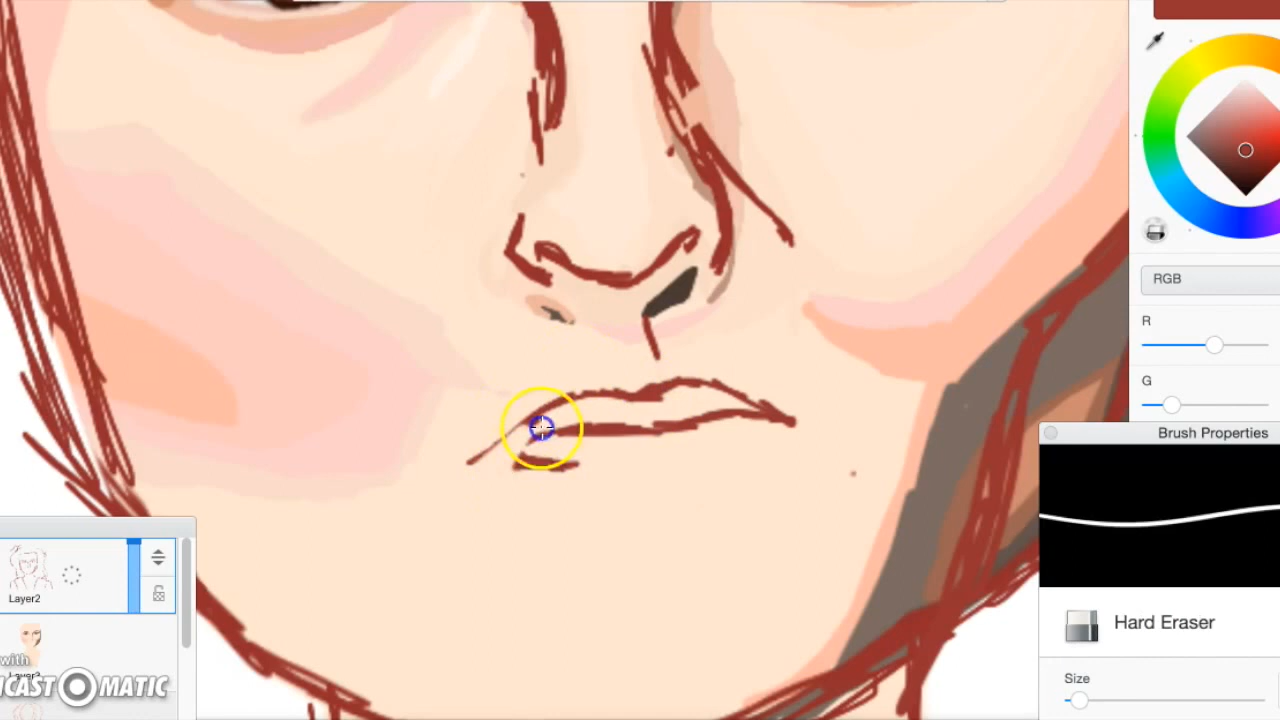 RGB
R
G
Brush Properties
Layer2
Hard Eraser
with
CAST-O-MATIC
Size